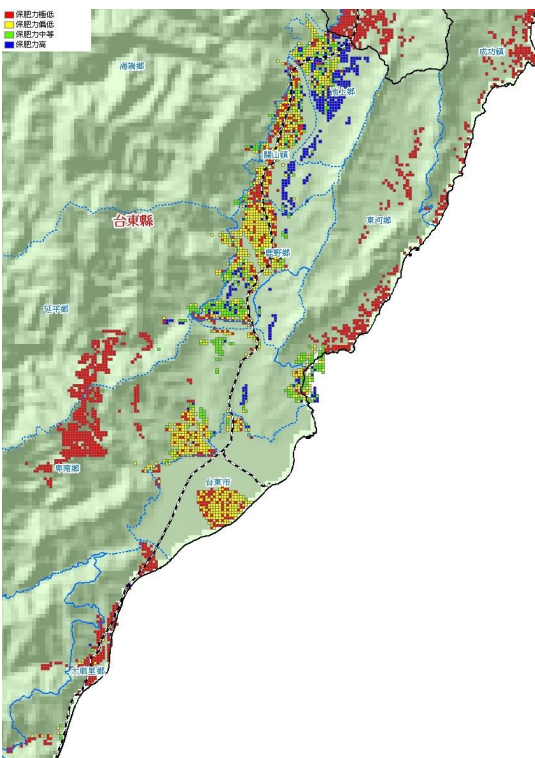 保肥力極低
保肥力偏低
保肥力中等
保肥力高
海端鄉
成功鎮
池上鄉
關山鎮
台東縣
東河鄉
鹿野鄉
延平鄉
卑南鄉
台東市
太麻里鄉